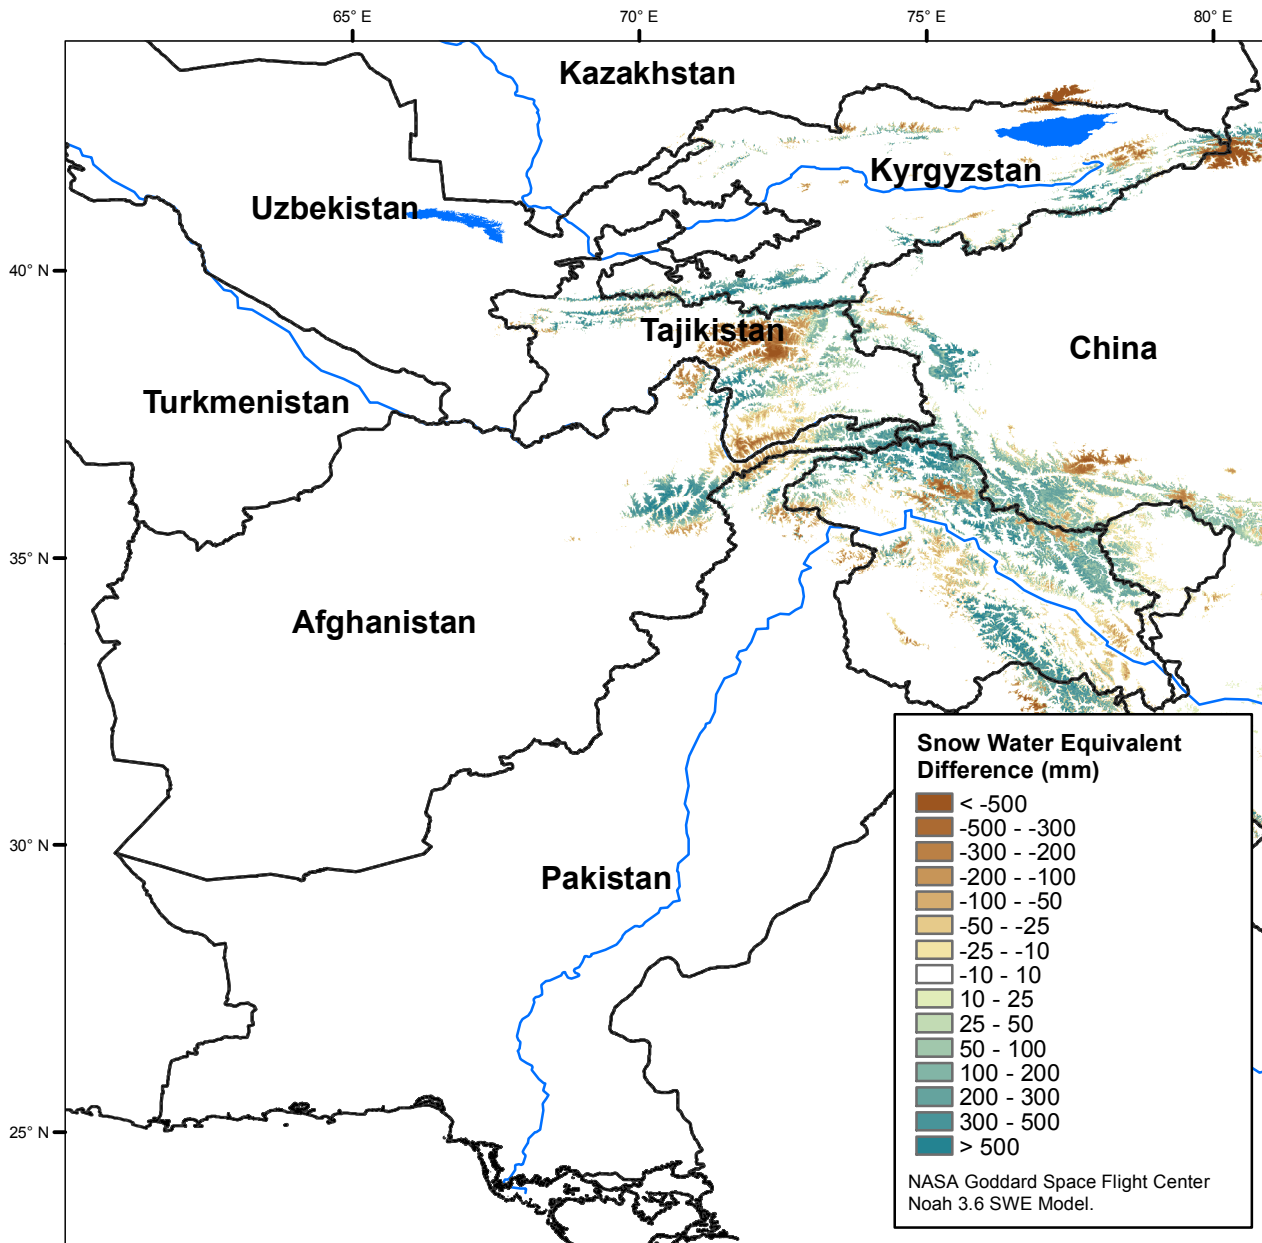 65° E
70° E
75° E
80° E
Kazakhstan
Kyrgyzstan
Uzbekistan
40° N
Tajikistan
China
Turkmenistan
35° N
Afghanistan
30° N
Pakistan
25° N
Snow Water Equivalent
Difference (mm)
< -500
-500 - -300
-300 - -200
-200 - -100
-100 - -50
-50 - -25
-25 - -10
-10 - 10
10 - 25
25 - 50
50 - 100
100 - 200
200 - 300
300 - 500
> 500
NASA Goddard Space Flight Center
Noah 3.6 SWE Model.